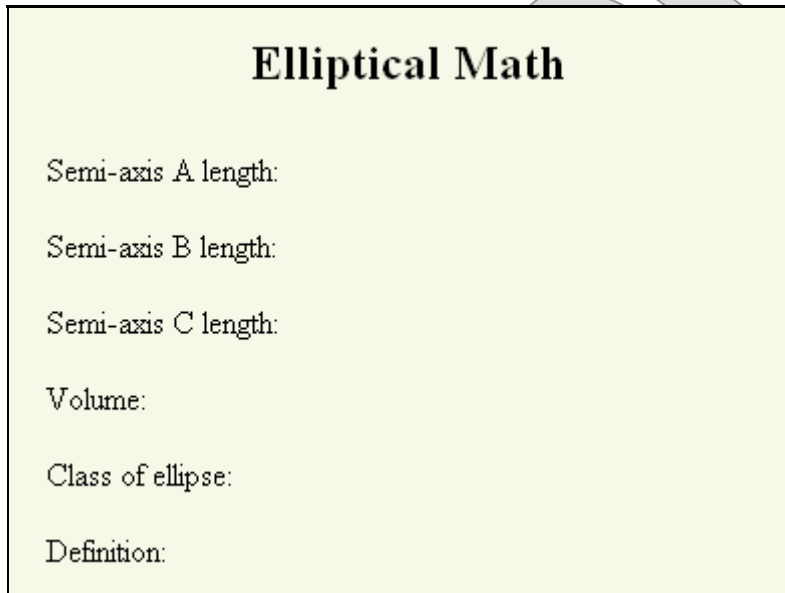 Elliptical Math
Semi-axis A length:
Semi-axis B length:
Semi-axis C length:
Volume:
Class of ellipse:
Definition: